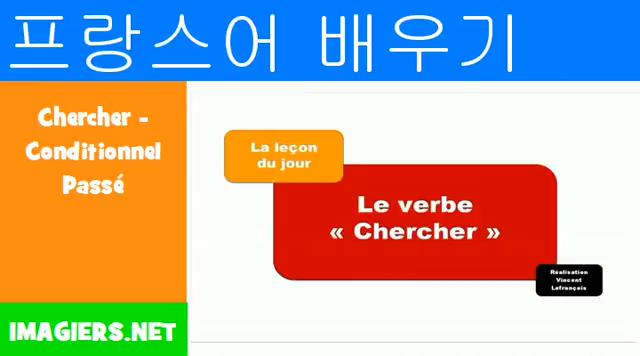 프랑스어 배우기
Chercher -
Conditionnel
Passé
La leçon
du jour
Le verbe
« Chercher »
Réalisation
Vincent
Lefrançois
IMAGIERS.NET